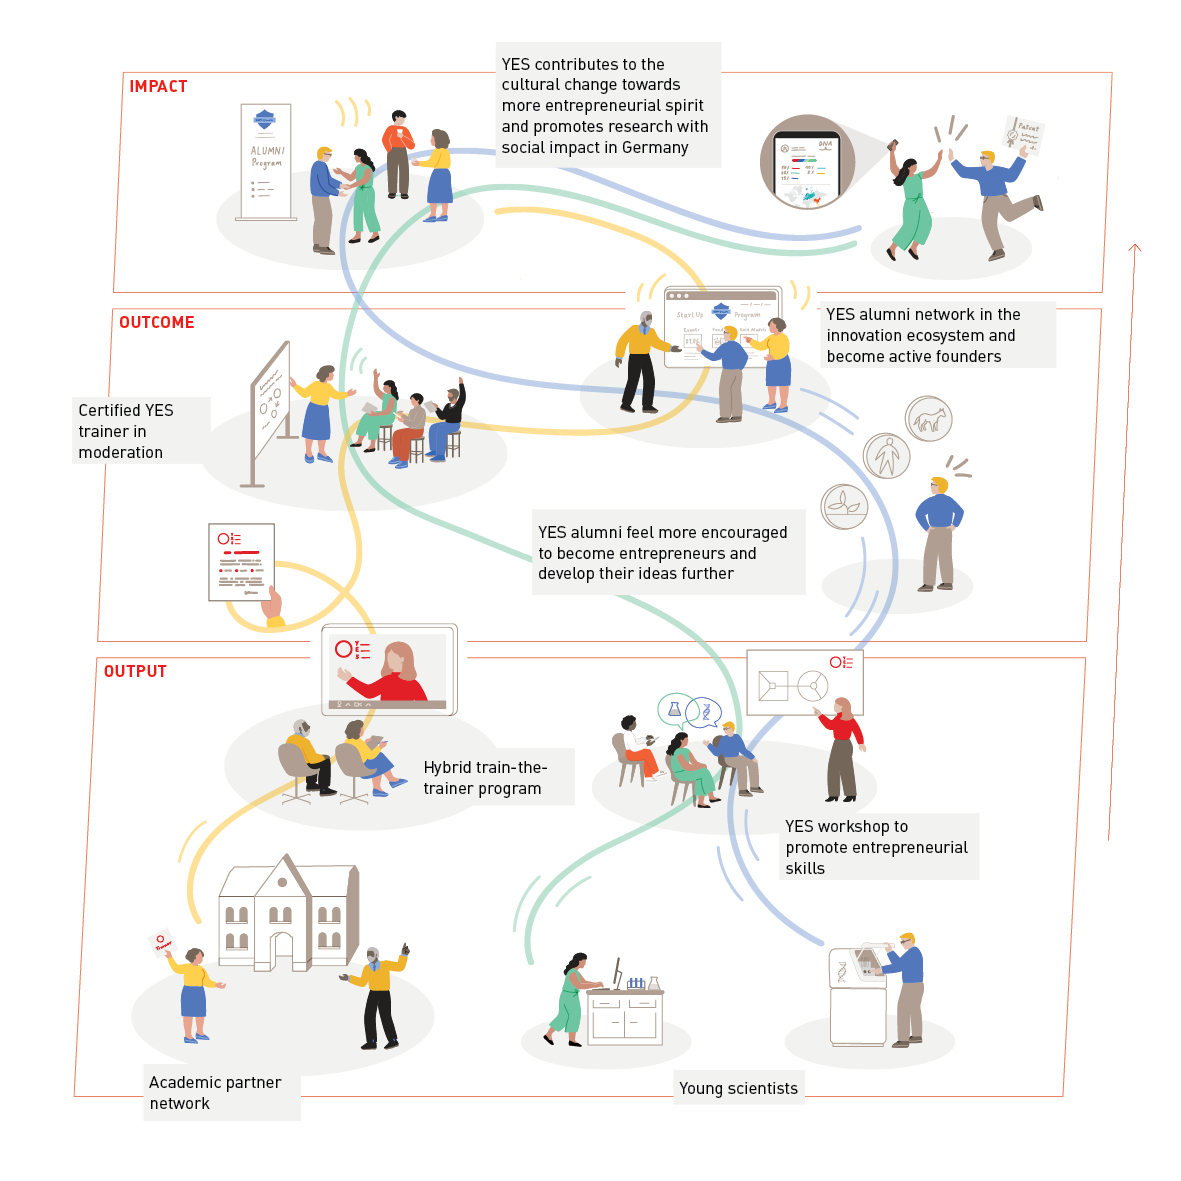 YES contributes to the
cultural change towards
more entrepreneurial spirit
and promotes research with
social impact in Germany
IMPACT
ALUMNI
Program
DNA
Patent
OUTCOME
Start Up Program
YES alumni network in the
innovation ecosystem and
become active founders
Certified YES
trainer in
moderation
YES alumni feel more encouraged
to become entrepreneurs and
develop their ideas further
OUTPUT
YES
Hybrid train-the-
trainer program
YES workshop to
promote entrepreneurial
skills
Trainer
Academic partner
network
Young scientists